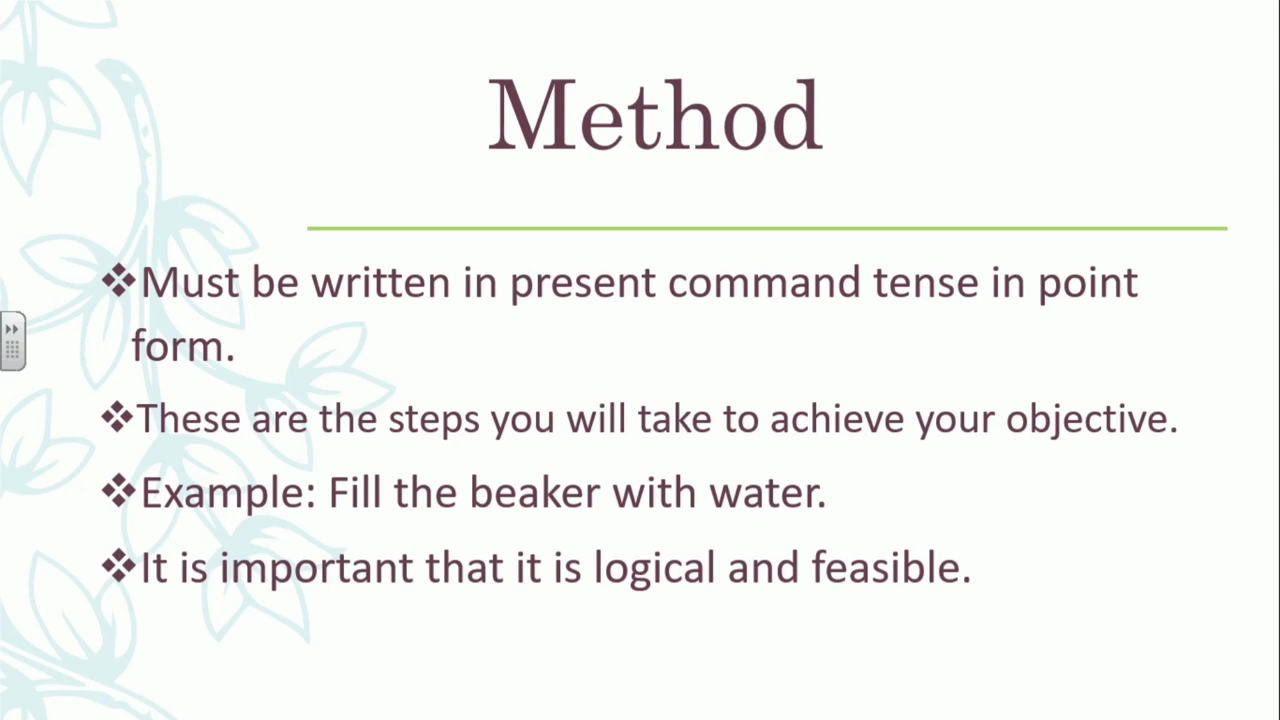 Method
❖Must be written in present command tense in point
form.
❖These are the steps you will take to achieve your objective.
❖Example: Fill the beaker with water.
❖It is important that it is logical and feasible.